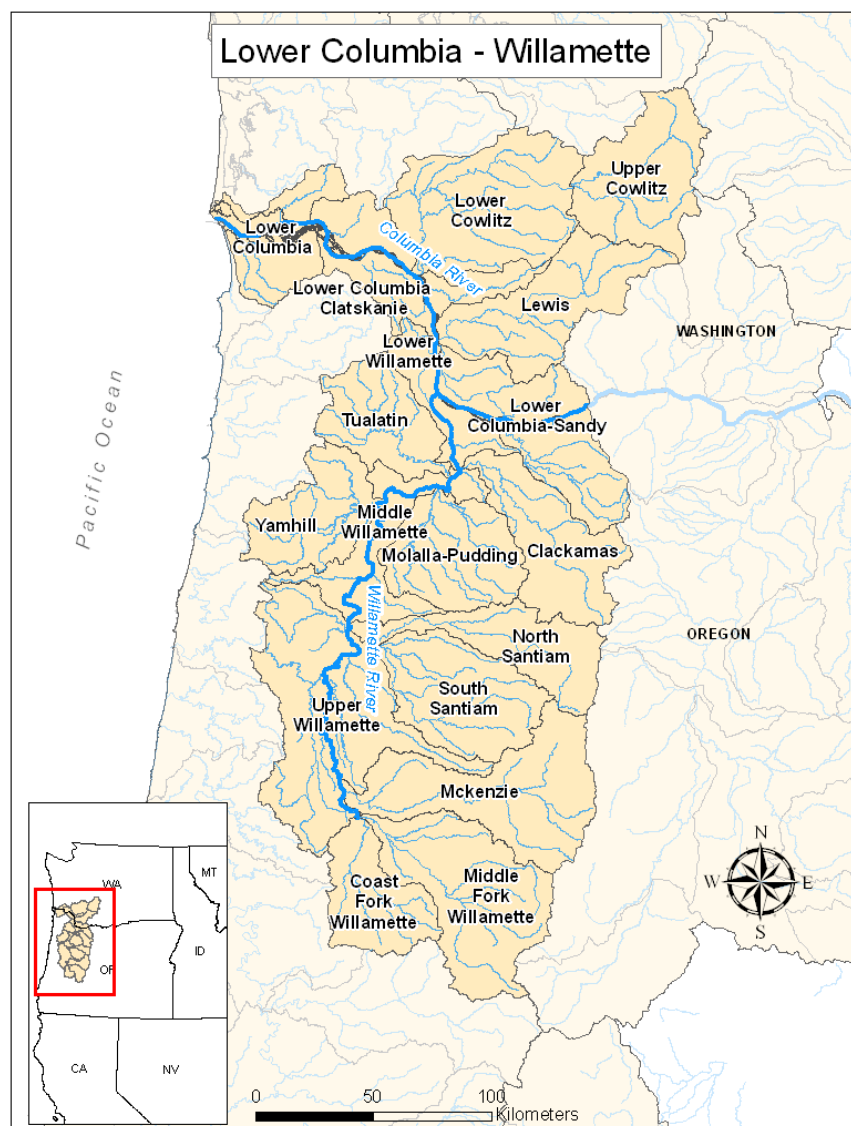 Lower Columbia - Willamette
Upper
Cowlitz
Lower
Cowlitz
Lower
Columbia
Columbia River
Lower Columbia
Clatskanie
Lewis
WASHINGTON
Lower
Willamette
Pacific Ocean
Tualatin
Lower
Columbia-Sandy
Yamhill
Middle
Willamette
Molalla-Pudding
Clackamas
Willamette River
North
Santiam
OREGON
South
Santiam
Upper
Willamette
Mckenzie
Coast
Fork
Willamette
Middle
Fork
Willamette
N
W
E
S
WA
MT
OR
ID
CA
NV
0
50
100
Kilometers